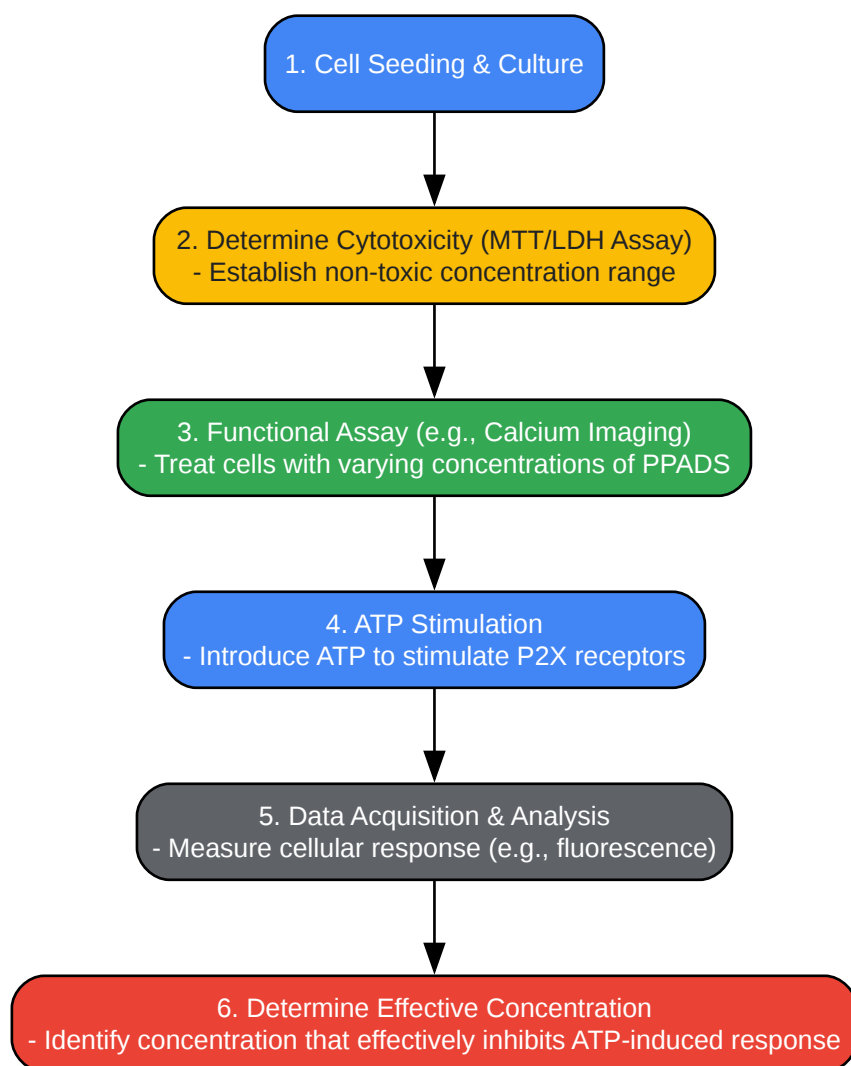 1. Cell Seeding & Culture
2. Determine Cytotoxicity (MTT/LDH Assay)
- Establish non-toxic concentration range
3. Functional Assay (e.g., Calcium Imaging)
- Treat cells with varying concentrations of PPADS
4. ATP Stimulation
- Introduce ATP to stimulate P2X receptors
5. Data Acquisition & Analysis
- Measure cellular response (e.g., fluorescence)
6. Determine Effective Concentration
- Identify concentration that effectively inhibits ATP-induced response